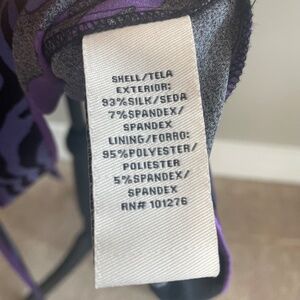 SHELL/TELA
EXTERIOR:
93%SILK/SEDA
7%SPANDEX/
SPANDEX
LINING/FORRO:
95%POLYESTER/
POLIESTER
5%SPANDEX/
SPANDEX
RN# 101276